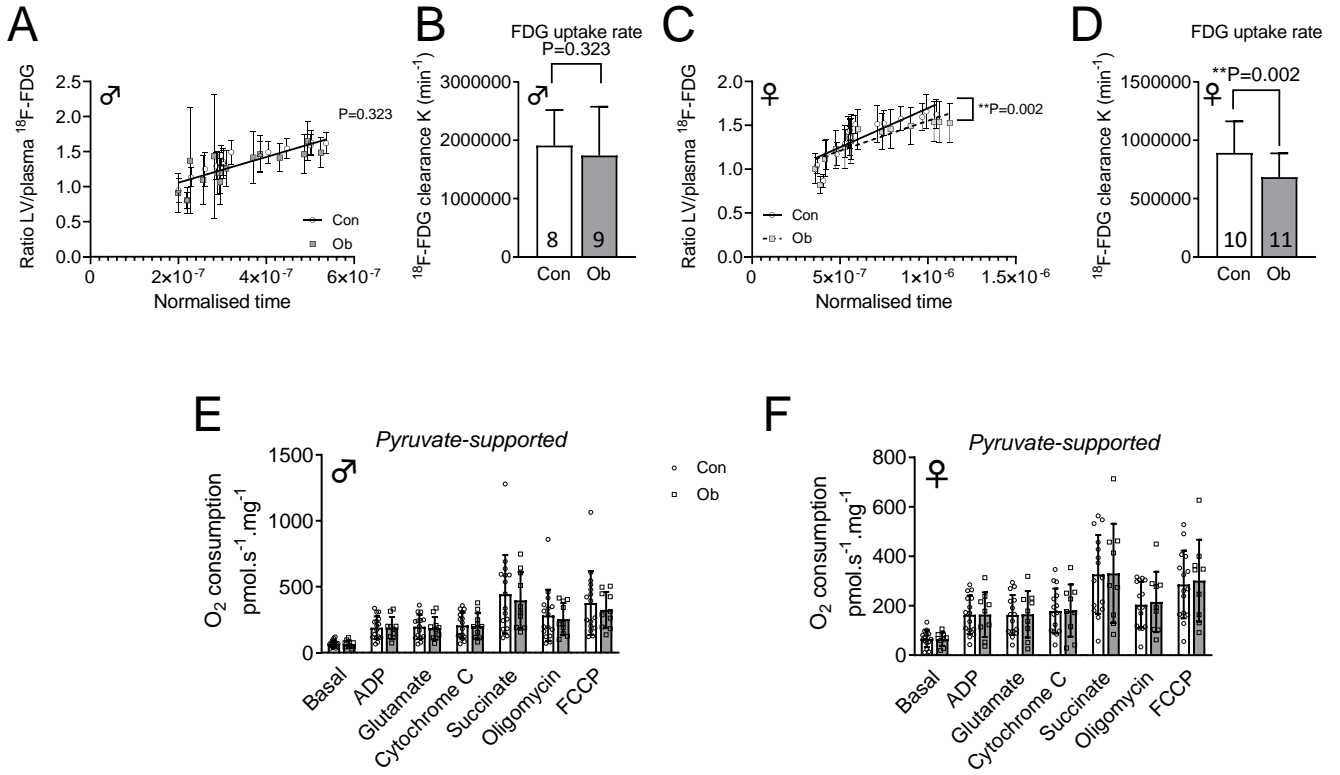 A
Ratio LV/plasma ¹⁸F-FDG
2.5
2.0
1.5
1.0
0.5
0.0
♂
P=0.323
Con
Ob
0
2×10⁻⁷
4×10⁻⁷
6×10⁻⁷
Normalised time
B
FDG uptake rate
P=0.323
¹⁸F-FDG clearance K (min⁻¹)
3000000
2000000
1000000
0
♂
8
9
Con
Ob
C
Ratio LV/plasma ¹⁸F-FDG
2.0
1.5
1.0
0.5
0.0
♀
**P=0.002
Con
Ob
0
5×10⁻⁷
1×10⁻⁶
1.5×10⁻⁶
Normalised time
D
FDG uptake rate
**P=0.002
¹⁸F-FDG clearance K (min⁻¹)
1500000
1000000
500000
0
♀
10
11
Con
Ob
E
Pyruvate-supported
♂
O₂ consumption
pmol.s⁻¹.mg⁻¹
1500
1000
500
0
Basal
ADP
Glutamate
Cytochrome C
Succinate
Oligomycin
FCCP
Con
Ob
F
Pyruvate-supported
♀
O₂ consumption
pmol.s⁻¹.mg⁻¹
800
600
400
200
0
Basal
ADP
Glutamate
Cytochrome C
Succinate
Oligomycin
FCCP